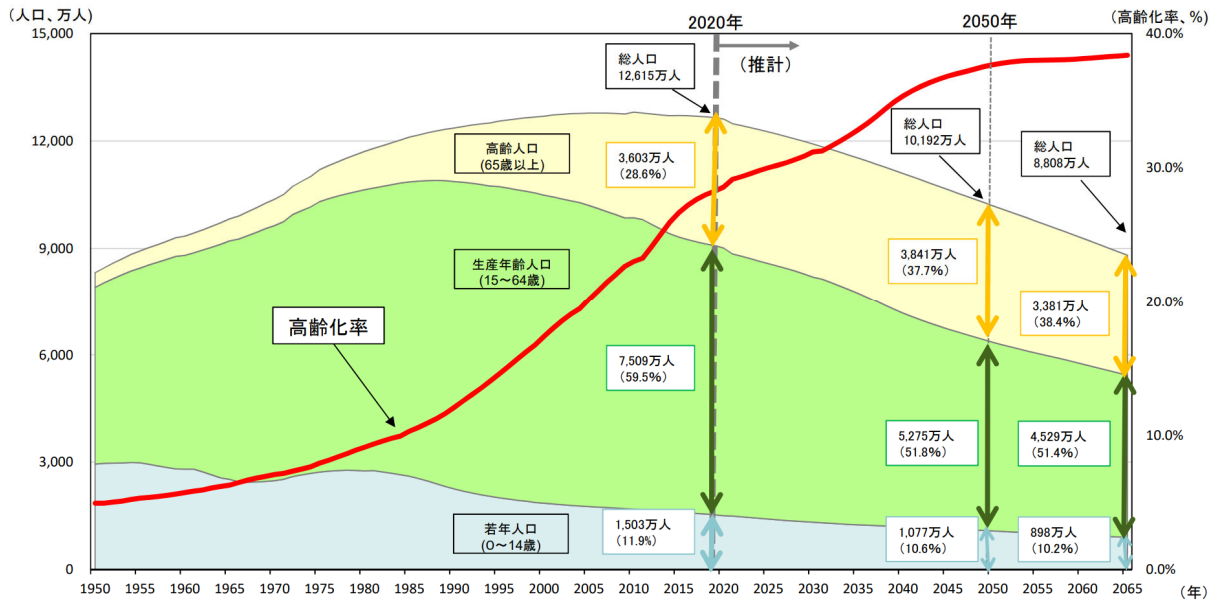 (人口、万人)
2020年
2050年
(高齢化率、%)
15,000
12,000
9,000
6,000
3,000
0
40.0%
30.0%
20.0%
10.0%
0.0%
(推計)
総人口
12,615万人
総人口
10,192万人
総人口
8,808万人
高齢人口
(65歳以上)
3,603万人
(28.6%)
3,841万人
(37.7%)
3,381万人
(38.4%)
生産年齢人口
(15～64歳)
高齢化率
7,509万人
(59.5%)
5,275万人
(51.8%)
4,529万人
(51.4%)
若年人口
(0～14歳)
1,503万人
(11.9%)
1,077万人
(10.6%)
898万人
(10.2%)
1950 1955 1960 1965 1970 1975 1980 1985 1990 1995 2000 2005 2010 2015 2020 2025 2030 2035 2040 2045 2050 2055 2060 2065
(年)